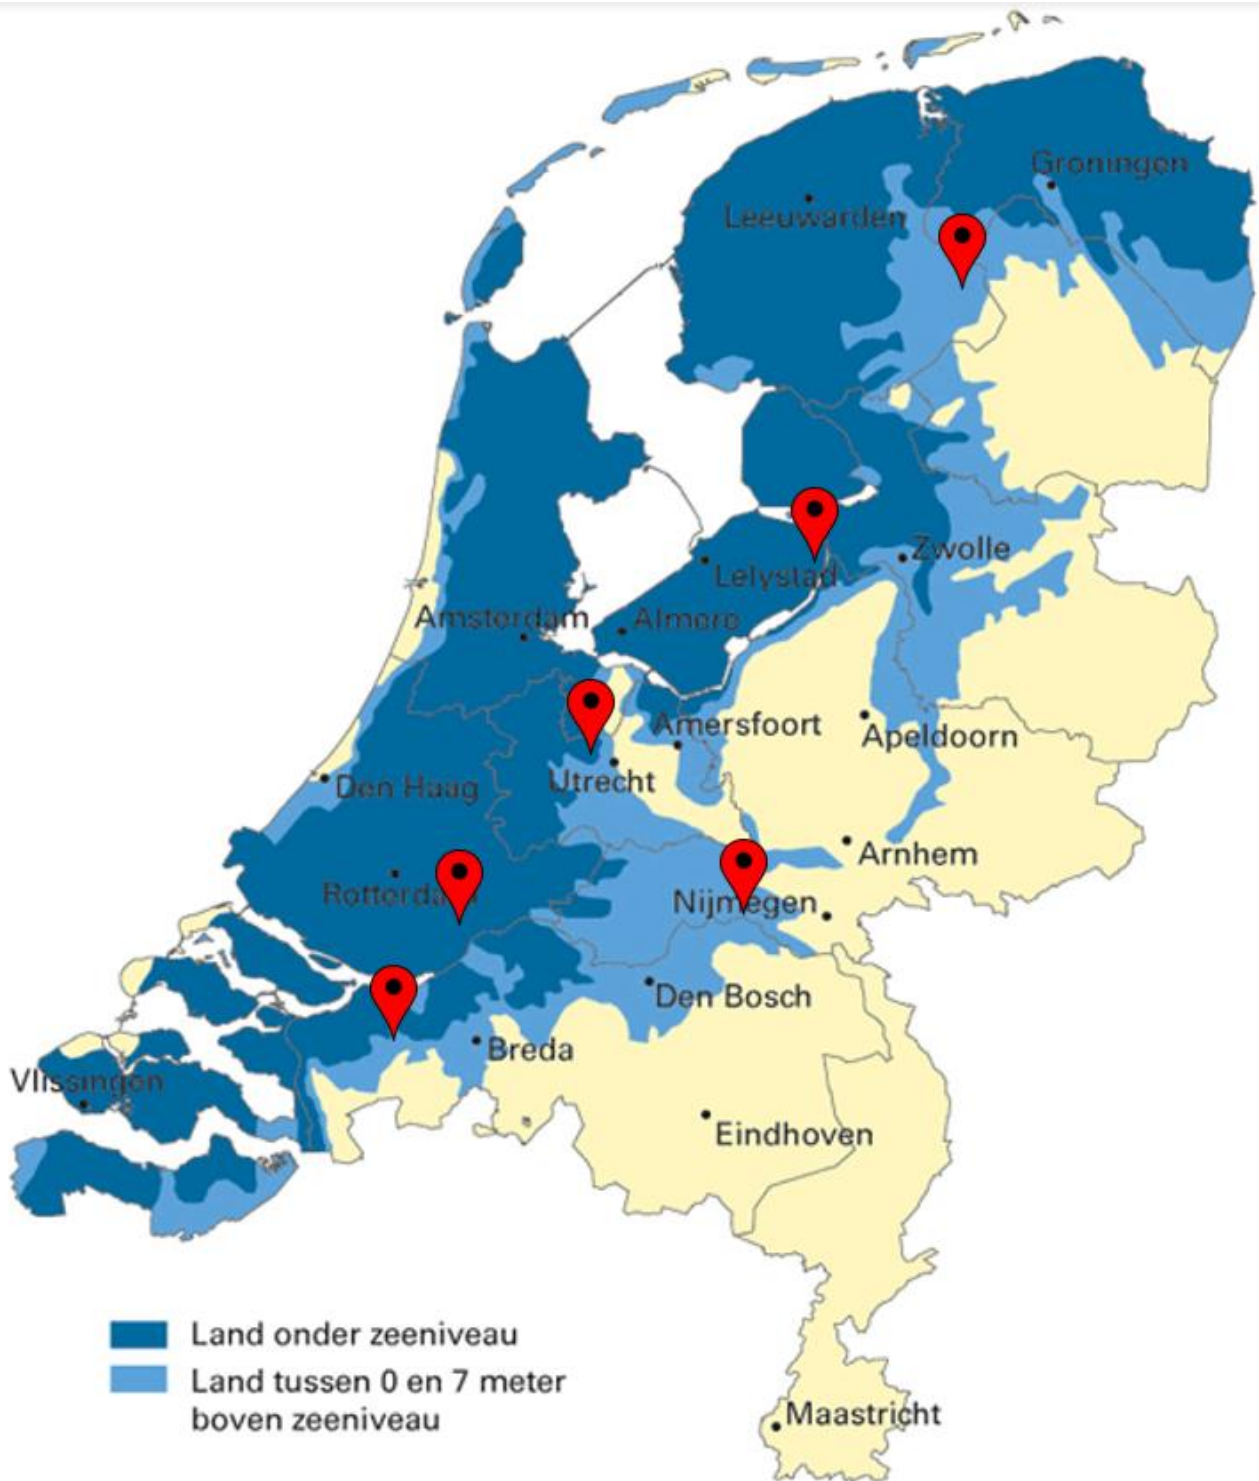 Groningen
Leeuwarden
Zwolle
Lelystad
Amsterdam
Almere
Amersfoort
Apeldoorn
Utrecht
Den Haag
Arnhem
Rotterdam
Nijmegen
Den Bosch
Breda
Vlissingen
Eindhoven
Land onder zeeniveau
Land tussen 0 en 7 meter
boven zeeniveau
Maastricht